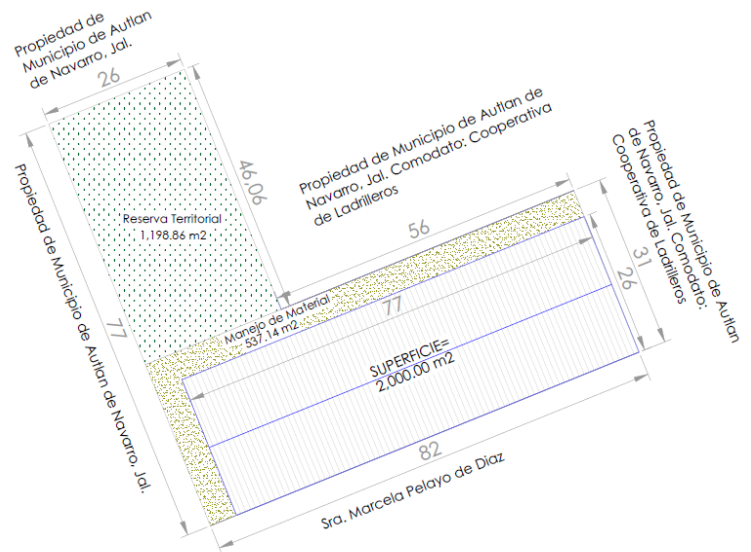 Propiedad de
Municipio de Autlan
de Navarro, Jal.
26
46,06
Propiedad de Municipio de Autlan de
Navarro, Jal. Comodato: Cooperativa
de Ladrilleros
Propiedad de Municipio de Autlan
de Navarro, Jal. Comodato:
Cooperativa de Ladrilleros
Reserva Territorial
1,198.86 m2
56
31
26
Propiedad de Municipio de Autlan de Navarro, Jal.
77
Manejo de Material
537.14 m2
77
SUPERFICIE=
2,000.00 m2
82
Sra. Marcela Pelayo de Diaz